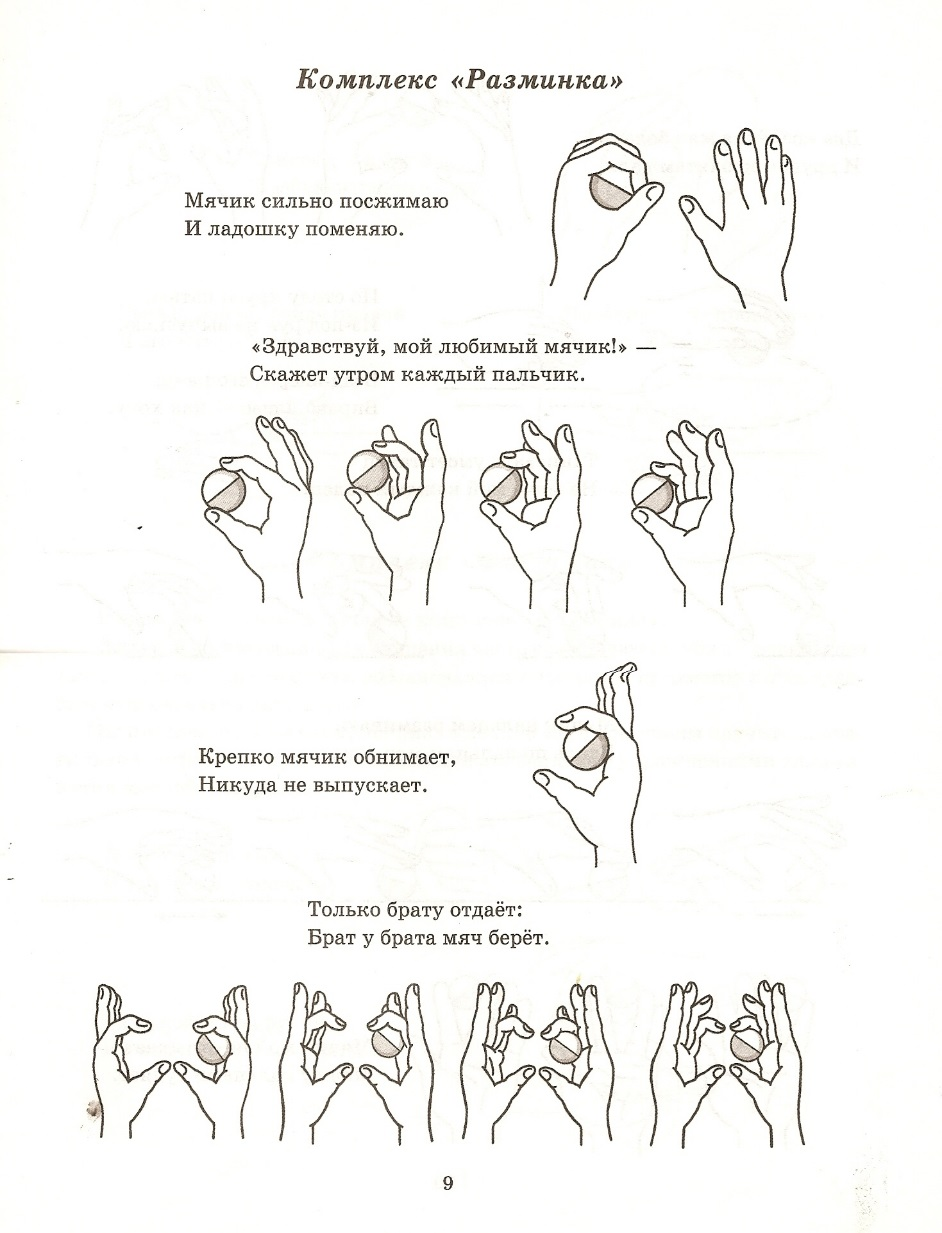 Комплекс «Разминка»
Мячик сильно посжимаю
И ладошку поменяю.
«Здравствуй, мой любимый мячик!» —
Скажет утром каждый пальчик.
Крепко мячик обнимает,
Никуда не выпускает.
Только брату отдаёт:
Брат у брата мяч берёт.
9